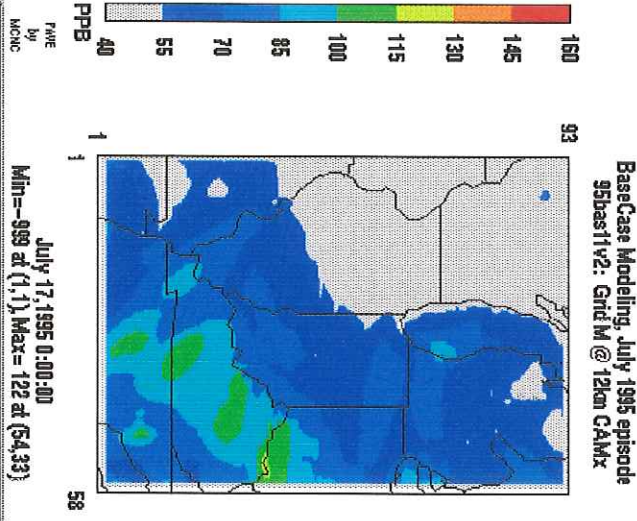 BaseCase Modeling, July 1995 episode
95bas11v2: Grid M @ 12km CAMx
160
145
130
115
100
85
70
55
40
PPB
93
1
1
58
PAVE
by
MCNC
July 17,1995 0:00:00
Min=-999 at (1,1), Max= 122 at (54,33)